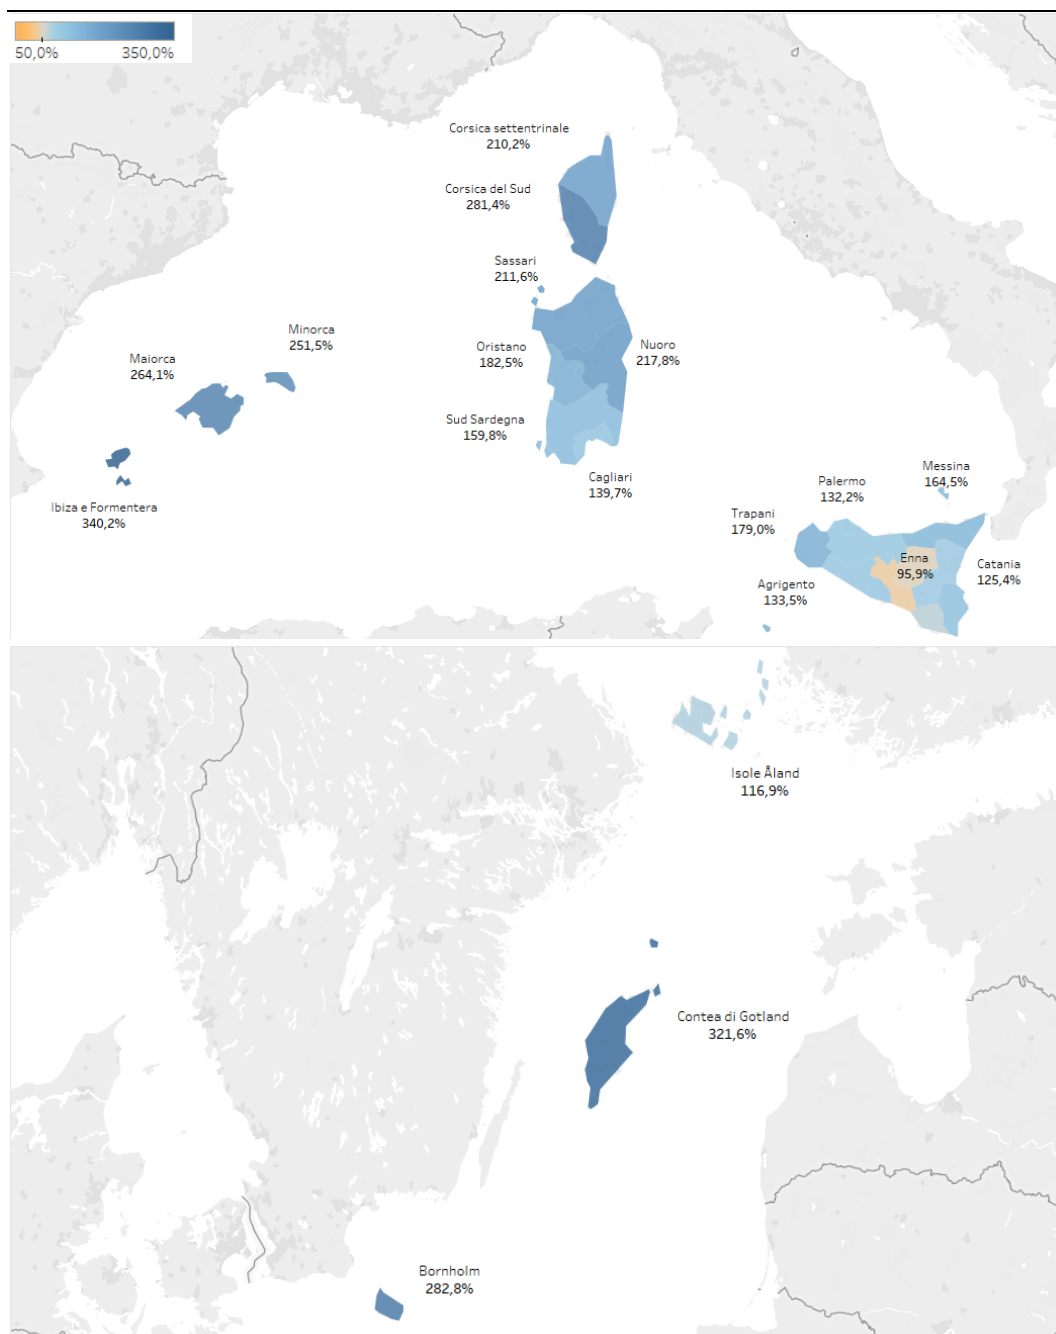 50,0% 350,0%
Corsica settentrinale
210,2%
Corsica del Sud
281,4%
Sassari
211,6%
Minorca
251,5%
Maiorca
264,1%
Oristano
182,5%
Nuoro
217,8%
Sud Sardegna
159,8%
Cagliari
139,7%
Ibiza e Formentera
340,2%
Messina
164,5%
Palermo
132,2%
Trapani
179,0%
Enna
95,9%
Catania
125,4%
Agrigento
133,5%
Isole Åland
116,9%
Contea di Gotland
321,6%
Bornholm
282,8%